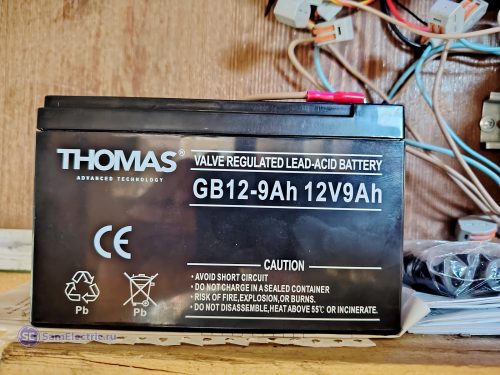 THOMAS®
ADVANCED TECHNOLOGY
VALVE REGULATED LEAD-ACID BATTERY
GB12-9Ah 12V9Ah
CE
CAUTION
• AVOID SHORT CIRCUIT
• DO NOT CHARGE IN A SEALED CONTAINER
• RISK OF FIRE,EXPLOSION,OR BURNS.
• DO NOT DISASSEMBLE,HEAT ABOVE 55℃ OR INCINERATE.
Pb
Pb
SE SamElectric.ru